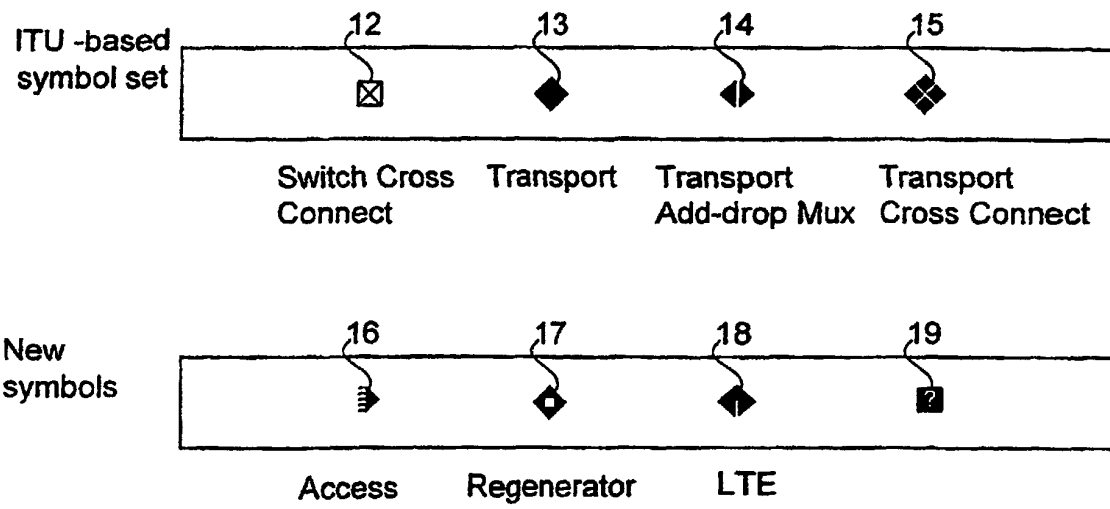 ITU -based
symbol set
12 13 14 15
Switch Cross
Connect
Transport
Transport
Add-drop Mux
Transport
Cross Connect
New
symbols
16 17 18 19
?
Access Regenerator LTE